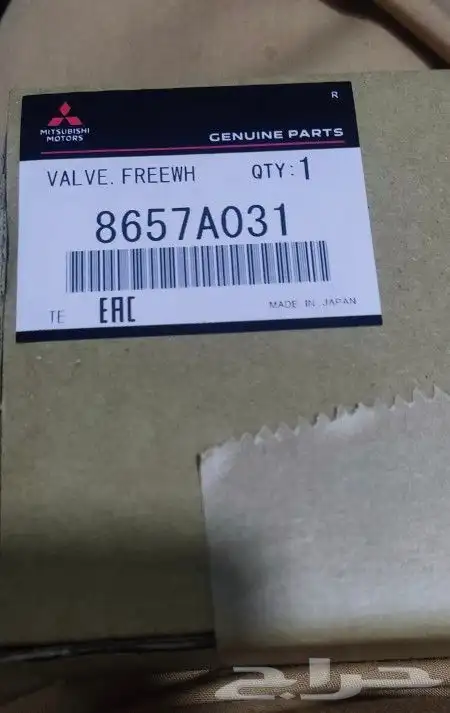 R
MITSUBISHI
MOTORS
GENUINE PARTS
VALVE. FREEWH QTY:1
8657A031
TE EAC MADE IN JAPAN
حراج